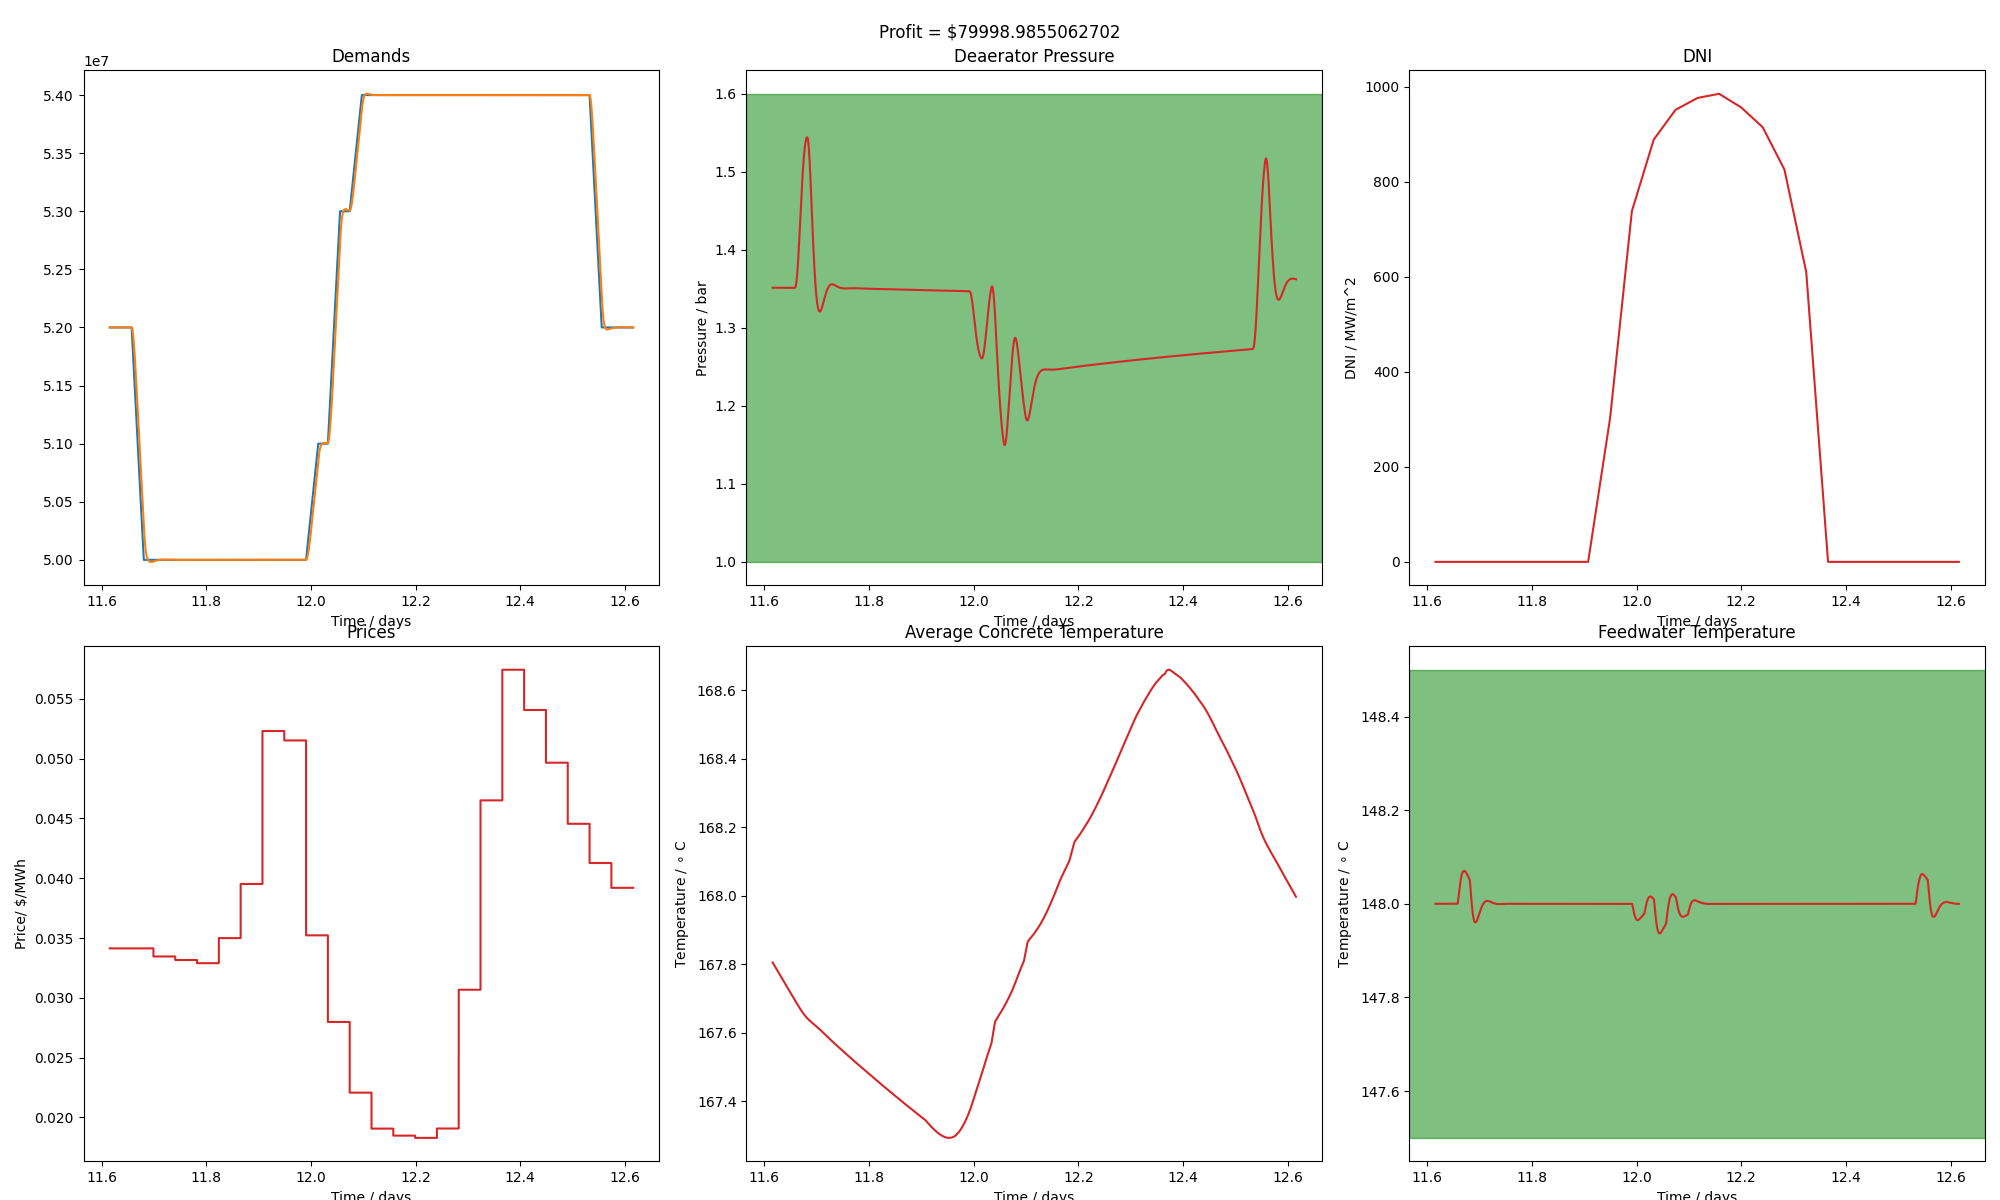 Profit = $79998.9855062702
Demands
1e7
5.40
5.35
5.30
5.25
5.20
5.15
5.10
5.05
5.00
11.6 11.8 12.0 12.2 12.4 12.6
Time / days
Deaerator Pressure
Pressure / bar
1.6
1.5
1.4
1.3
1.2
1.1
1.0
11.6 11.8 12.0 12.2 12.4 12.6
Time / days
DNI
DNI / MW/m^2
1000
800
600
400
200
0
11.6 11.8 12.0 12.2 12.4 12.6
Time / days
Prices
Price/ $/MWh
0.055
0.050
0.045
0.040
0.035
0.030
0.025
0.020
11.6 11.8 12.0 12.2 12.4 12.6
Time / days
Average Concrete Temperature
Temperature / ∘ C
168.6
168.4
168.2
168.0
167.8
167.6
167.4
11.6 11.8 12.0 12.2 12.4 12.6
Time / days
Feedwater Temperature
Temperature / ∘ C
148.4
148.2
148.0
147.8
147.6
11.6 11.8 12.0 12.2 12.4 12.6
Time / days